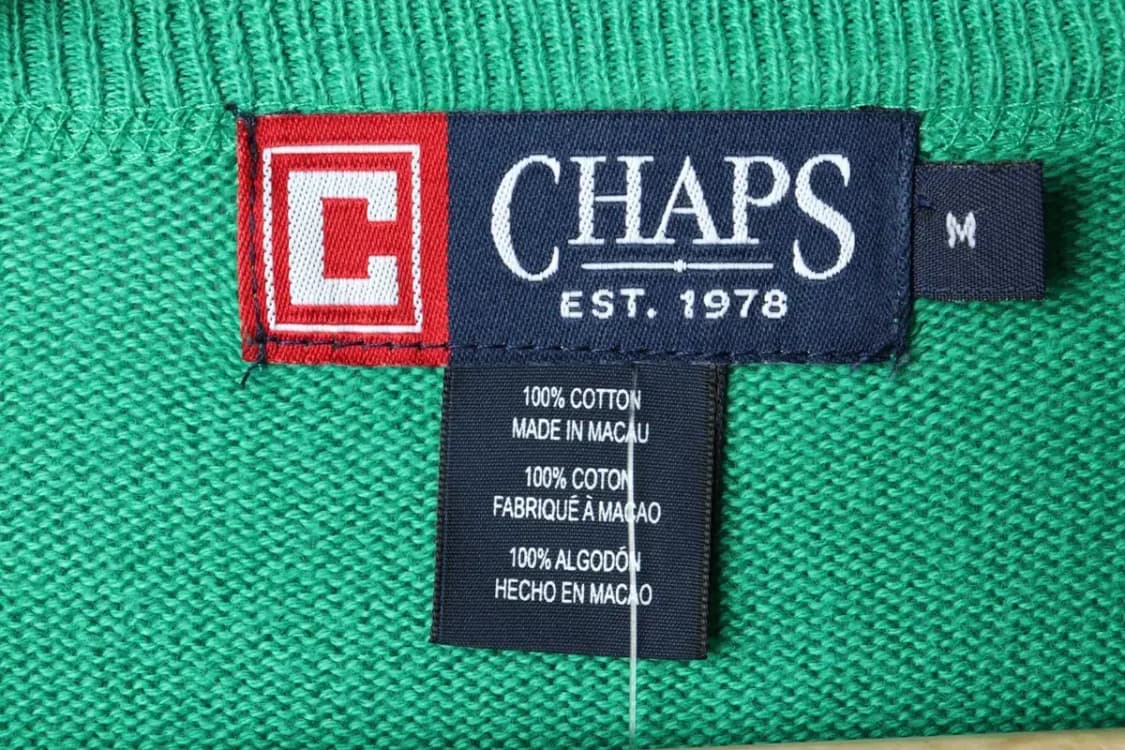 C
CHAPS
EST. 1978
M
100% COTTON
MADE IN MACAU
100% COTON
FABRIQUÉ À MACAO
100% ALGODÓN
HECHO EN MACAO